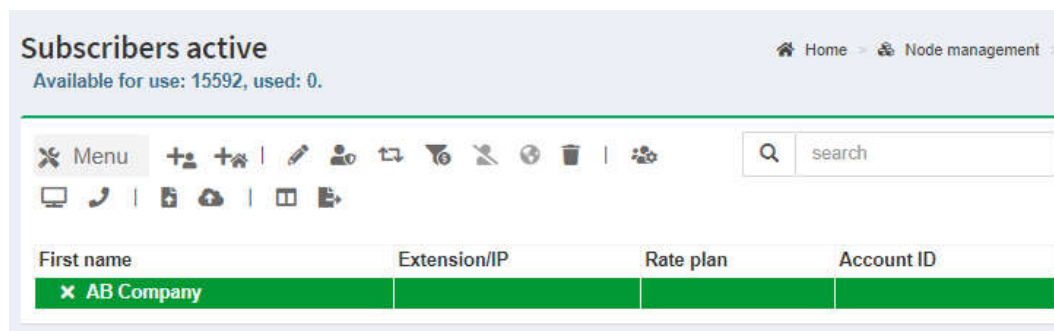 Subscribers active
Home » Node management »
Available for use: 15592, used: 0.
Menu
search
First name Extension/IP Rate plan Account ID
AB Company